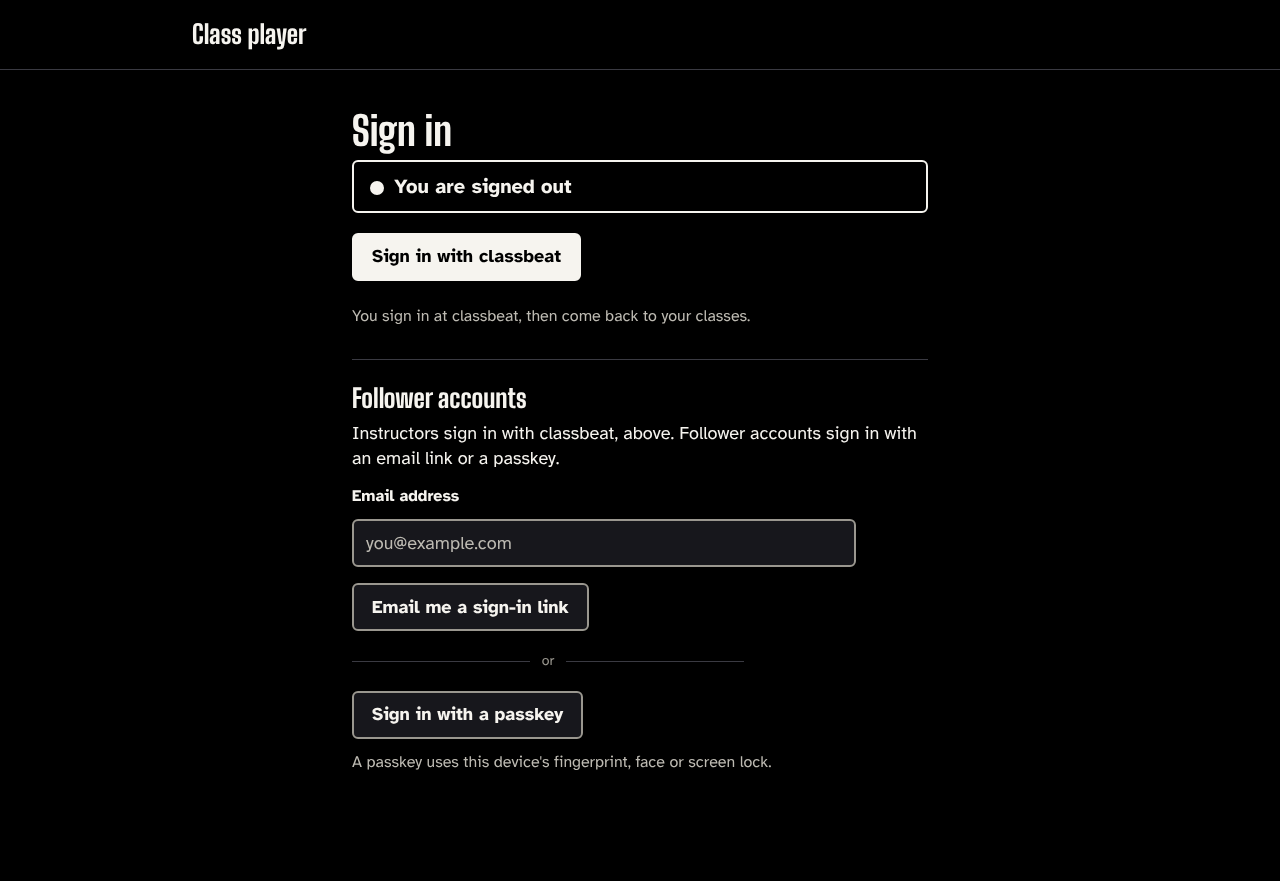 Class player
Sign in
You are signed out
Sign in with classbeat
You sign in at classbeat, then come back to your classes.
Follower accounts
Instructors sign in with classbeat, above. Follower accounts sign in with
an email link or a passkey.
Email address
you@example.com
Email me a sign-in link
or
Sign in with a passkey
A passkey uses this device's fingerprint, face or screen lock.